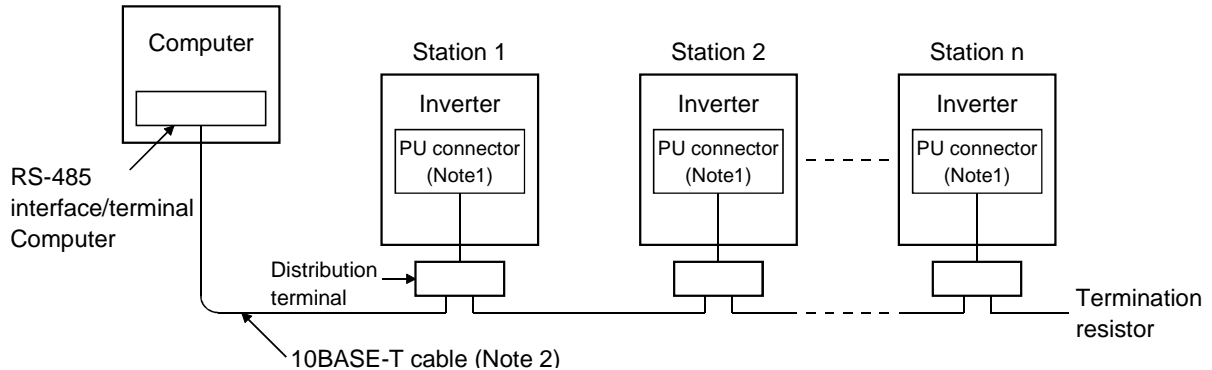 Computer
Station 1
Station 2
Station n
Inverter
Inverter
Inverter
PU connector
(Note1)
PU connector
(Note1)
PU connector
(Note1)
RS-485
interface/terminal
Computer
Distribution
terminal
Termination
resistor
10BASE-T cable (Note 2)